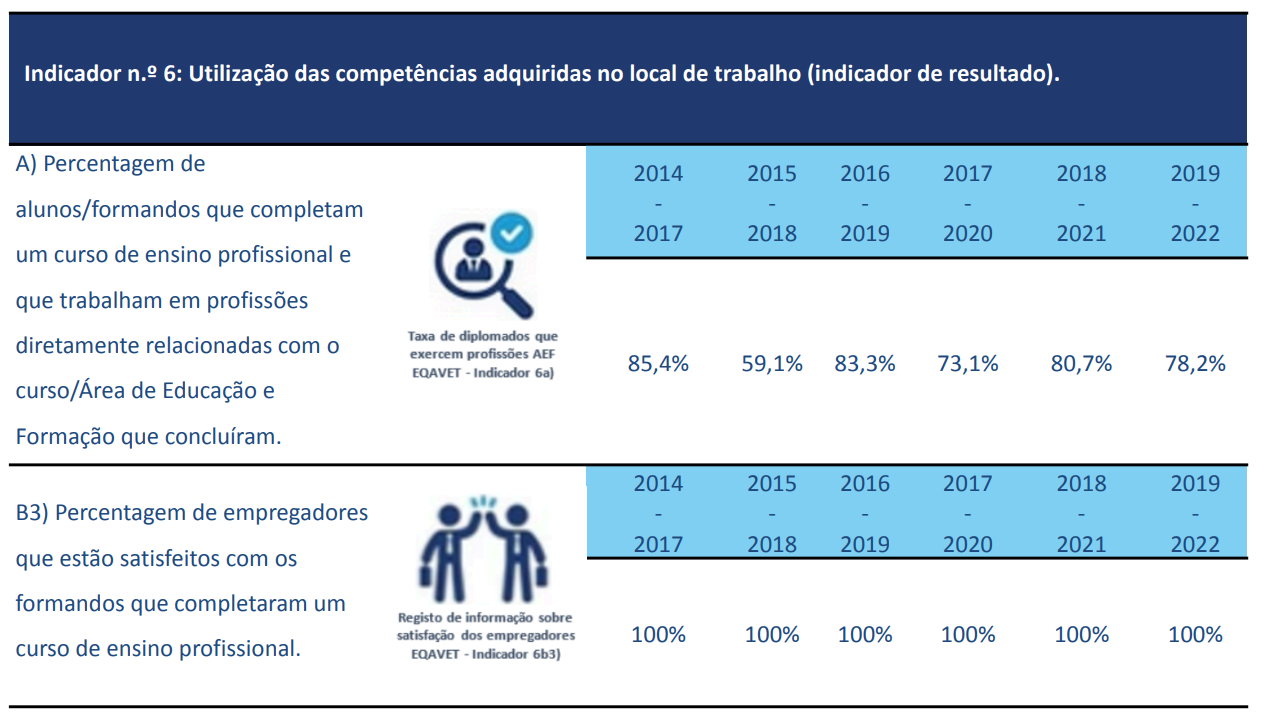 Indicador n.º 6: Utilização das competências adquiridas no local de trabalho (indicador de resultado).
A) Percentagem de
alunos/formandos que completam
um curso de ensino profissional e
que trabalham em profissões
diretamente relacionadas com o
curso/Área de Educação e
Formação que concluíram.
Taxa de diplomados que
exercem profissões AEF
EQAVET - Indicador 6a)
2014 2015 2016 2017 2018 2019
- - - - - -
2017 2018 2019 2020 2021 2022
85,4% 59,1% 83,3% 73,1% 80,7% 78,2%
B3) Percentagem de empregadores
que estão satisfeitos com os
formandos que completaram um
curso de ensino profissional.
Registo de informação sobre
satisfação dos empregadores
EQAVET - Indicador 6b3)
2014 2015 2016 2017 2018 2019
- - - - - -
2017 2018 2019 2020 2021 2022
100% 100% 100% 100% 100% 100%